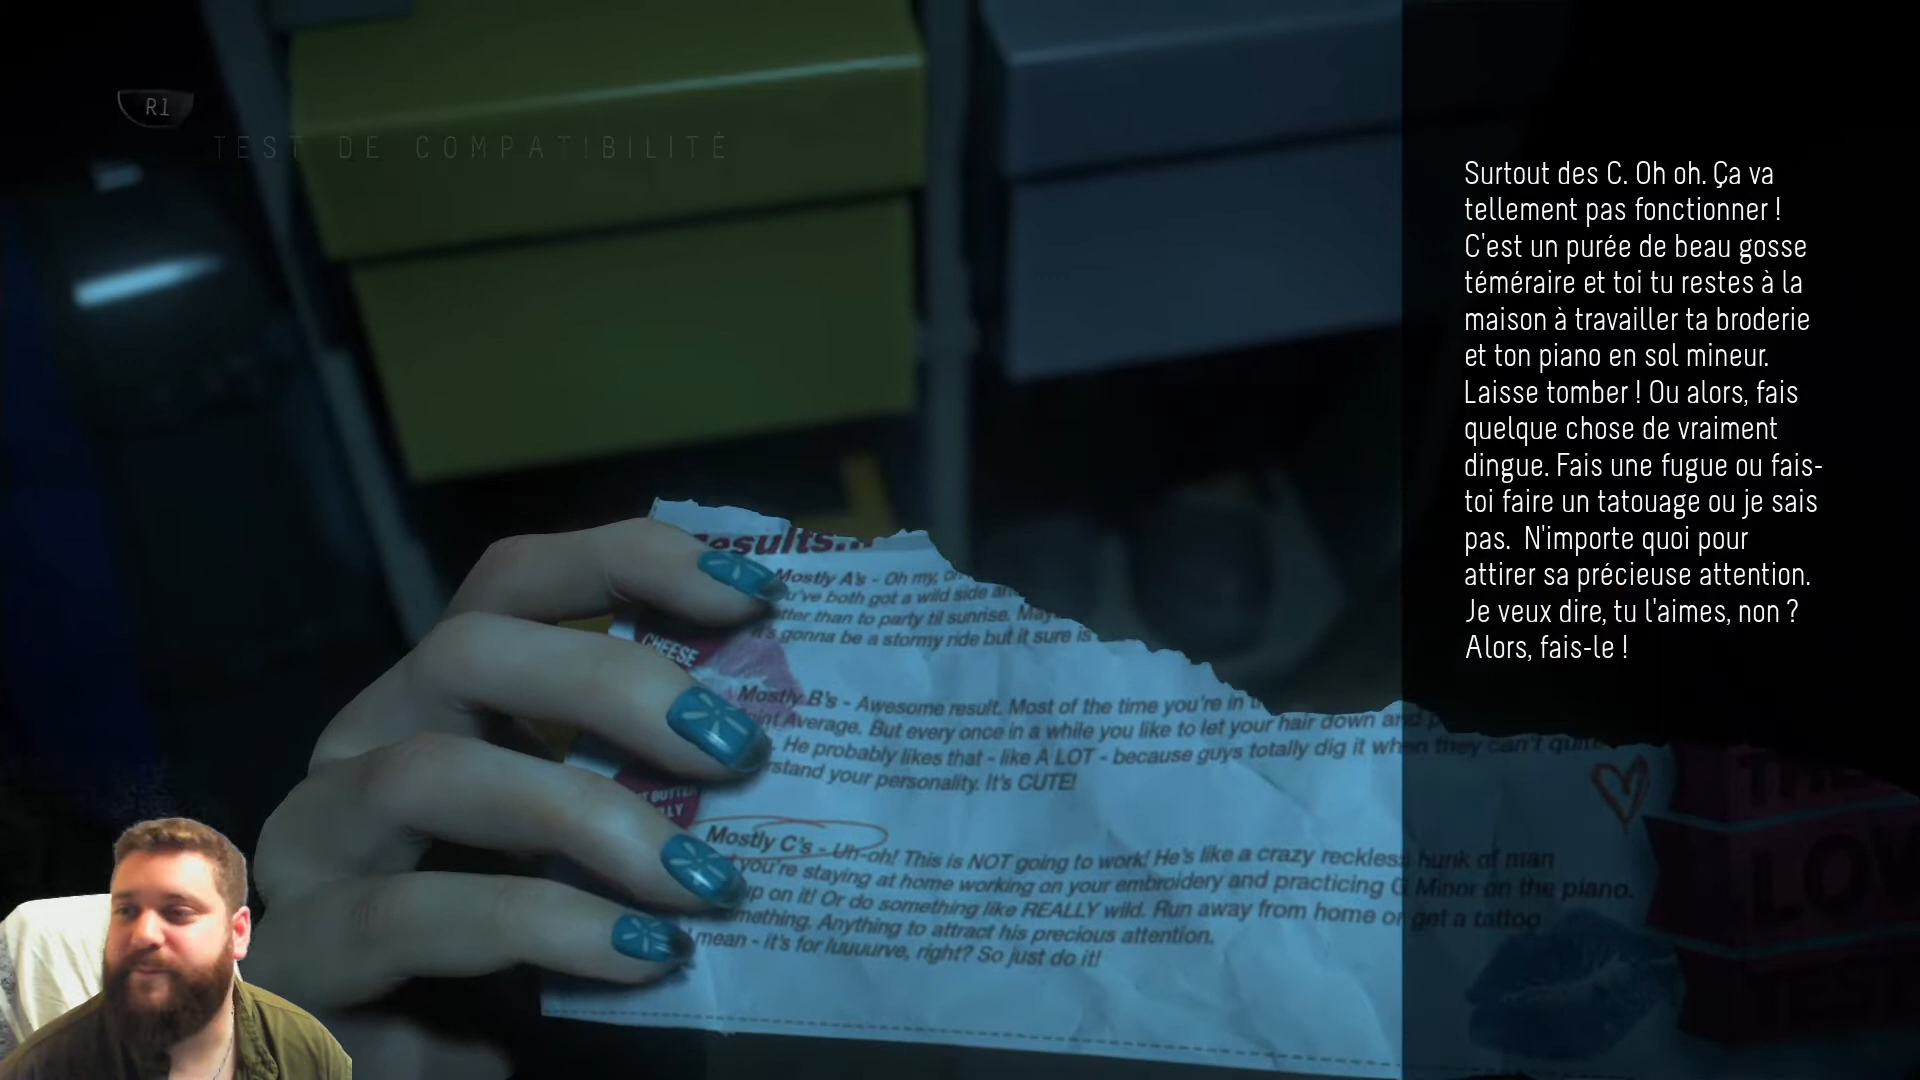 R1
TEST DE COMPATIBILITÉ
Surtout des C. Oh oh. Ça va
tellement pas fonctionner !
C'est un purée de beau gosse
téméraire et toi tu restes à la
maison à travailler ta broderie
et ton piano en sol mineur.
Laisse tomber ! Ou alors, fais
quelque chose de vraiment
dingue. Fais une fugue ou fais-
toi faire un tatouage ou je sais
pas. N'importe quoi pour
attirer sa précieuse attention.
Je veux dire, tu l'aimes, non ?
Alors, fais-le !
esults...
Mostly A's - Oh my,
both got a wild side
than to party til sunrise.
gonna be a stormy ride but it sure is
CHEESE
Mostly B's - Awesome result. Most of the time you're in
Average. But every once in a while you like to let your hair down and
He probably likes that - like A LOT - because guys totally dig it when they can't quite
your personality. It's CUTE!
BUTTER
LLY
Mostly C's - Uh-oh! This is NOT going to work! He's like a crazy reckless hunk of man
you're staying at home working on your embroidery and practicing G Minor on the piano.
up on it! Or do something like REALLY wild. Run away from home or get a tattoo
omething. Anything to attract his precious attention.
I mean - it's for luuuurve, right? So just do it!